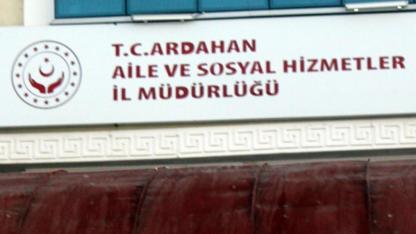 T.C.ARDAHAN
AİLE VE SOSYAL HİZMETLER
İL MÜDÜRLÜĞÜ